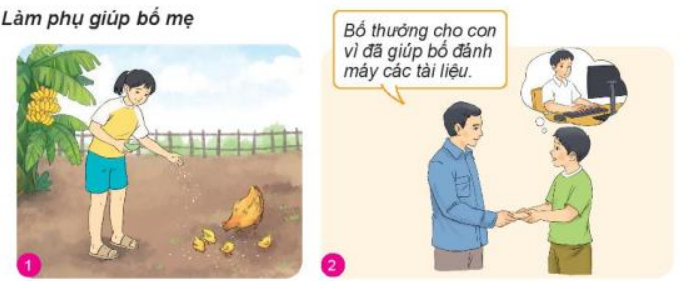 Làm phụ giúp bố mẹ
Bố thưởng cho con
vì đã giúp bố đánh
máy các tài liệu.
1
2